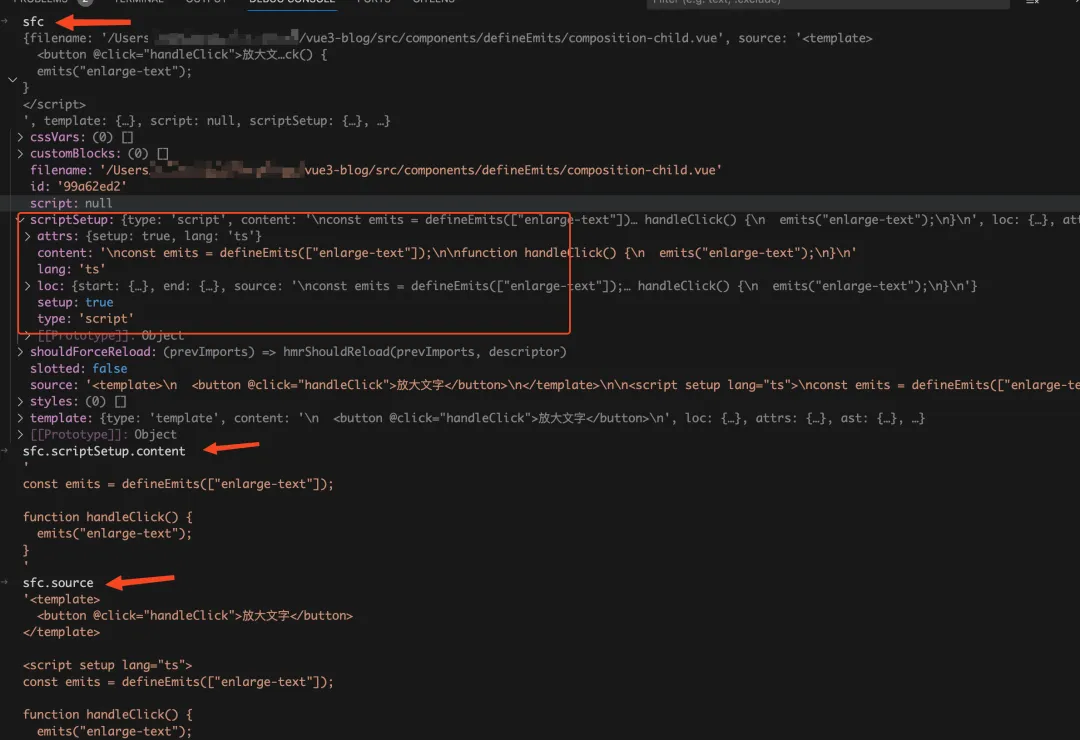 PROBLEMS 2 TERMINAL OUTPUT DEBUG CONSOLE PORTS GITLENS Filter (e.g. text, !exclude)
sfc
{filename: '/Users /vue3-blog/src/components/defineEmits/composition-child.vue', source: '<template>
<button @click="handleClick">放大文…ck() {
emits("enlarge-text");
}
</script>
', template: {…}, script: null, scriptSetup: {…}, …}
cssVars: (0) []
customBlocks: (0) []
filename: '/Users vue3-blog/src/components/defineEmits/composition-child.vue'
id: '99a62ed2'
script: null
scriptSetup: {type: 'script', content: '\nconst emits = defineEmits(["enlarge-text"])… handleClick() {\n  emits("enlarge-text");\n}\n', loc: {…}, att
attrs: {setup: true, lang: 'ts'}
content: '\nconst emits = defineEmits(["enlarge-text"]);\n\nfunction handleClick() {\n  emits("enlarge-text");\n}\n'
lang: 'ts'
loc: {start: {…}, end: {…}, source: '\nconst emits = defineEmits(["enlarge-text"]);… handleClick() {\n  emits("enlarge-text");\n}\n'}
setup: true
type: 'script'
[[Prototype]]: Object
shouldForceReload: (prevImports) => hmrShouldReload(prevImports, descriptor)
slotted: false
source: '<template>\n  <button @click="handleClick">放大文字</button>\n</template>\n\n<script setup lang="ts">\nconst emits = defineEmits(["enlarge-te
styles: (0) []
template: {type: 'template', content: '\n  <button @click="handleClick">放大文字</button>\n', loc: {…}, attrs: {…}, ast: {…}, …}
[[Prototype]]: Object
sfc.scriptSetup.content
'
const emits = defineEmits(["enlarge-text"]);
function handleClick() {
emits("enlarge-text");
}
'
sfc.source
'<template>
<button @click="handleClick">放大文字</button>
</template>
<script setup lang="ts">
const emits = defineEmits(["enlarge-text"]);
function handleClick() {
emits("enlarge-text");